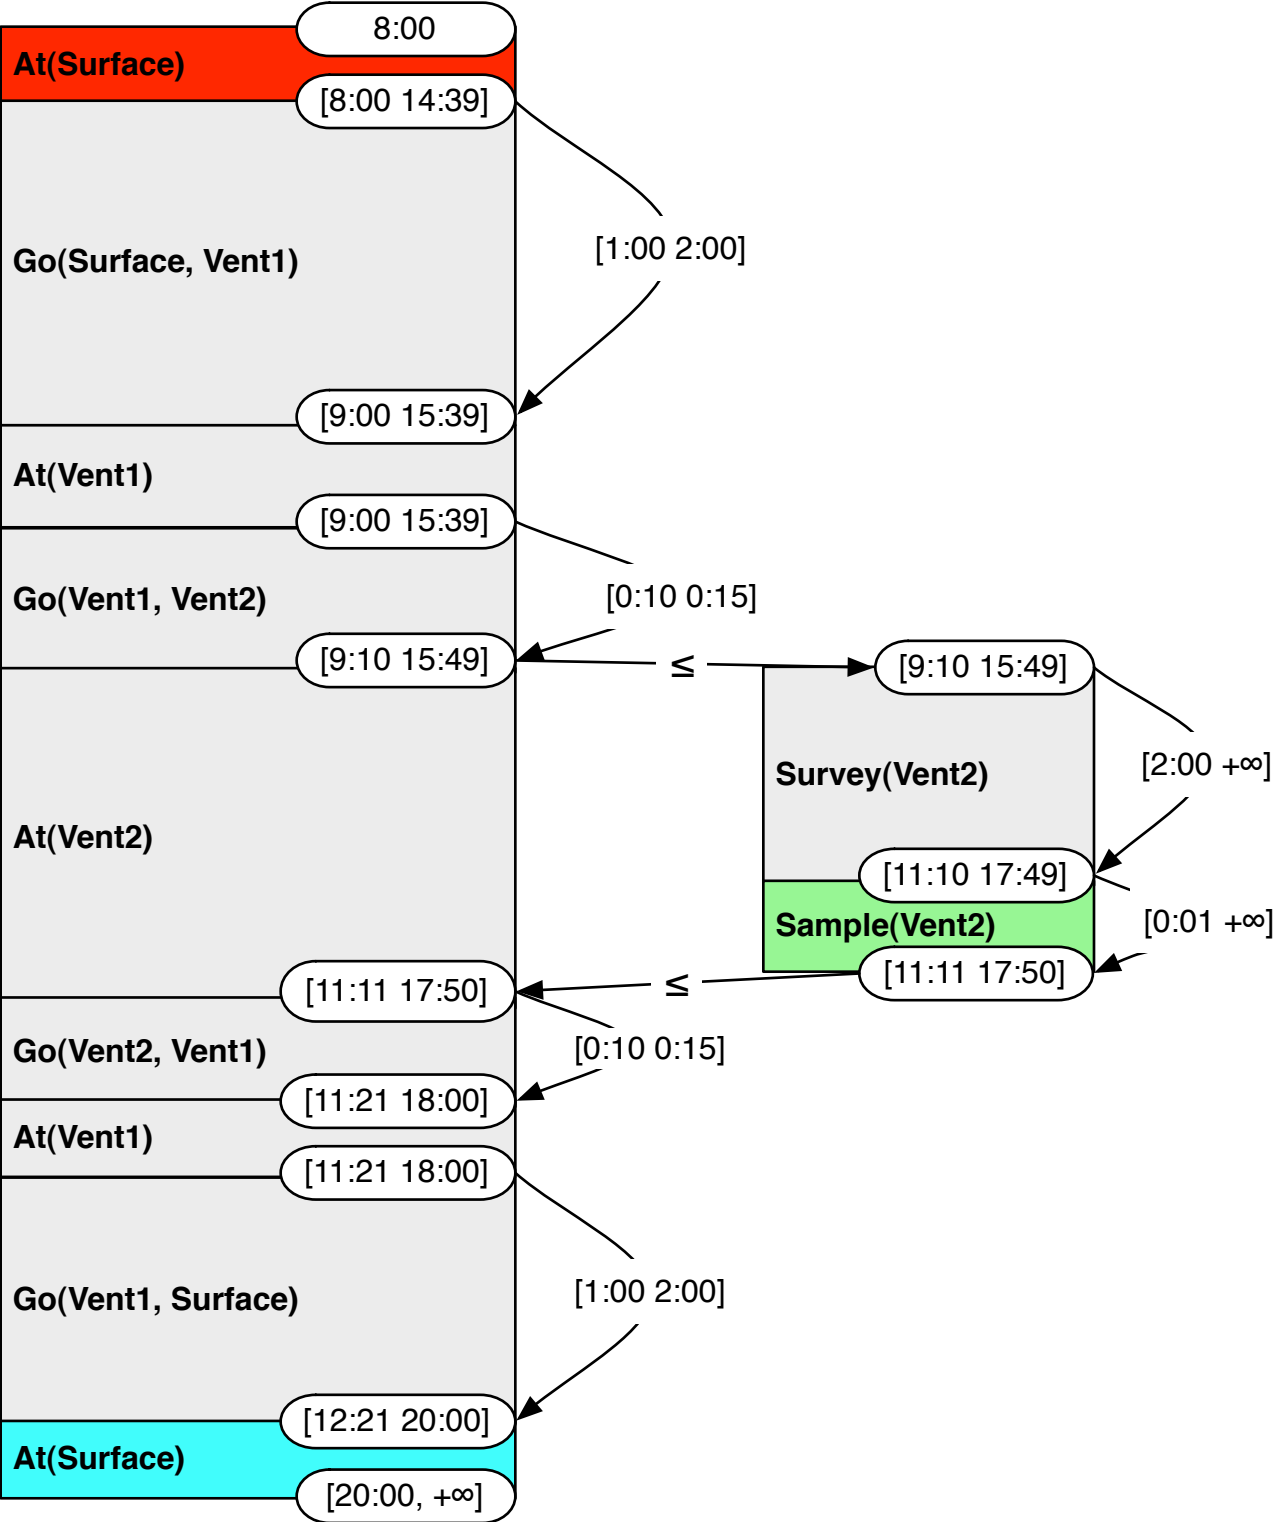 8:00
At(Surface)
[8:00 14:39]
[1:00 2:00]
Go(Surface, Vent1)
[9:00 15:39]
At(Vent1)
[9:00 15:39]
[0:10 0:15]
Go(Vent1, Vent2)
[9:10 15:49]
≤
[9:10 15:49]
[2:00 +∞]
Survey(Vent2)
At(Vent2)
[11:10 17:49]
[0:01 +∞]
Sample(Vent2)
[11:11 17:50]
≤
[11:11 17:50]
Go(Vent2, Vent1)
[0:10 0:15]
[11:21 18:00]
At(Vent1)
[11:21 18:00]
[1:00 2:00]
Go(Vent1, Surface)
[12:21 20:00]
At(Surface)
[20:00, +∞]